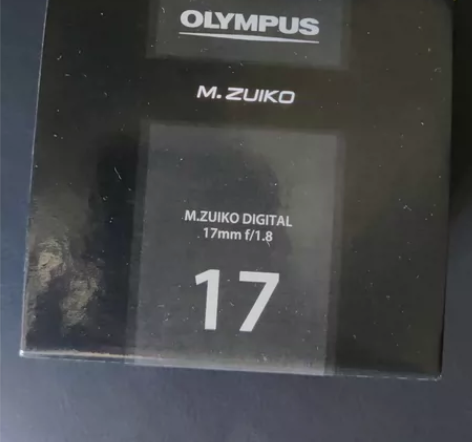 OLYMPUS
M.ZUIKO
M.ZUIKO DIGITAL
17mm f/1.8
17